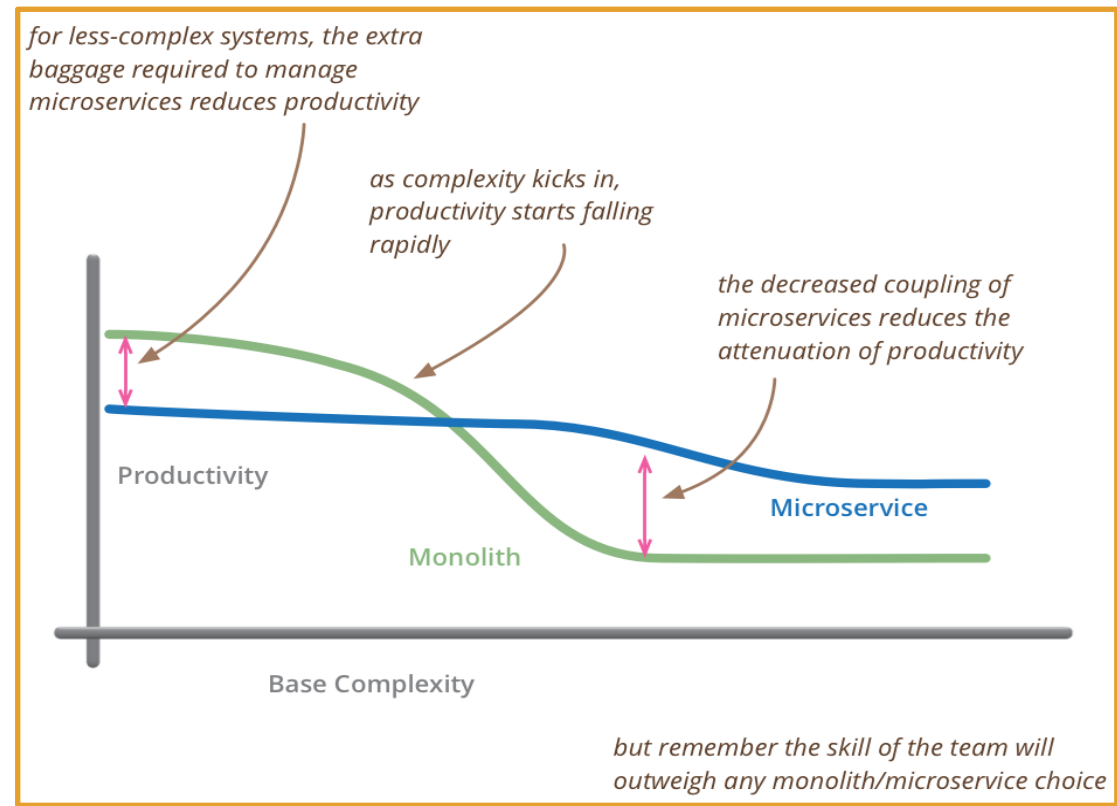 for less-complex systems, the extra
baggage required to manage
microservices reduces productivity
as complexity kicks in,
productivity starts falling
rapidly
the decreased coupling of
microservices reduces the
attenuation of productivity
Productivity
Microservice
Monolith
Base Complexity
but remember the skill of the team will
outweigh any monolith/microservice choice